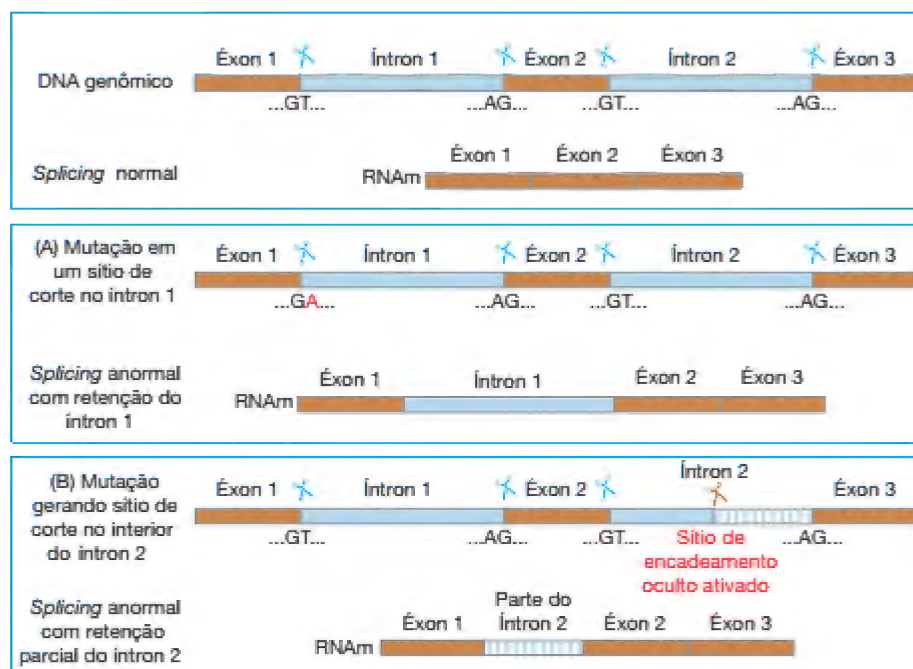 Éxon 1 Íntron 1 Éxon 2 Íntron 2 Éxon 3
DNA genômico
...GT... ...AG... ...GT... ...AG...
Éxon 1 Éxon 2 Éxon 3
Splicing normal
RNAm
(A) Mutação em
um sítio de
corte no íntron 1
Éxon 1 Íntron 1 Éxon 2 Íntron 2 Éxon 3
...GA... ...AG... ...GT... ...AG...
Splicing anormal
com retenção do
íntron 1
Éxon 1 Íntron 1 Éxon 2 Éxon 3
RNAm
(B) Mutação
gerando sítio de
corte no interior
do íntron 2
Éxon 1 Íntron 1 Éxon 2 Íntron 2 Éxon 3
...GT... ...AG... ...GT... ...AG...
Sítio de
encadeamento
oculto ativado
Splicing anormal
com retenção
parcial do íntron 2
Éxon 1 Parte do
Íntron 2 Éxon 2 Éxon 3
RNAm